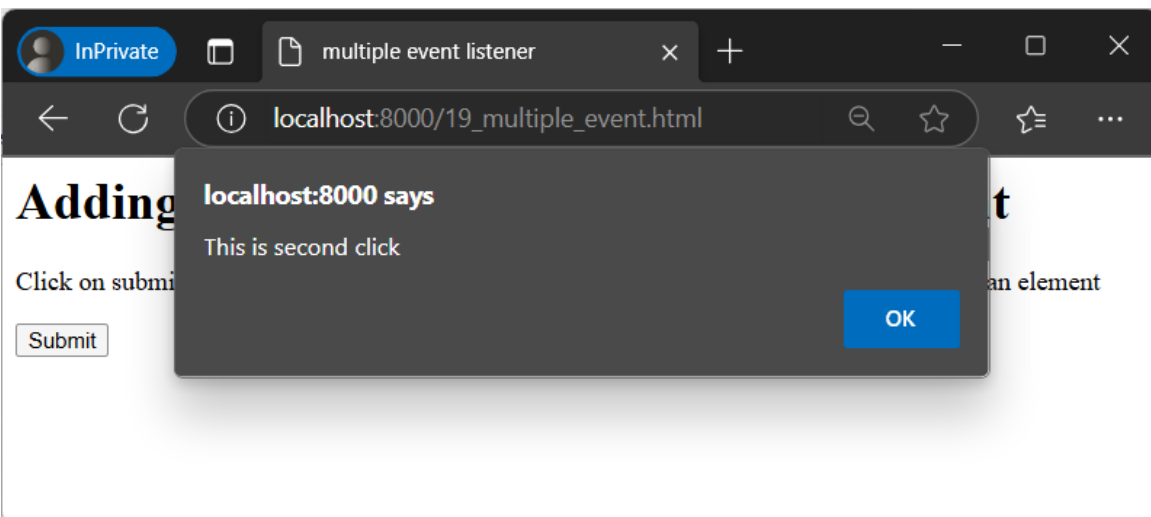 InPrivate
multiple event listener
localhost:8000/19_multiple_event.html
localhost:8000 says
This is second click
OK
Adding t
Click on submi an element
Submit